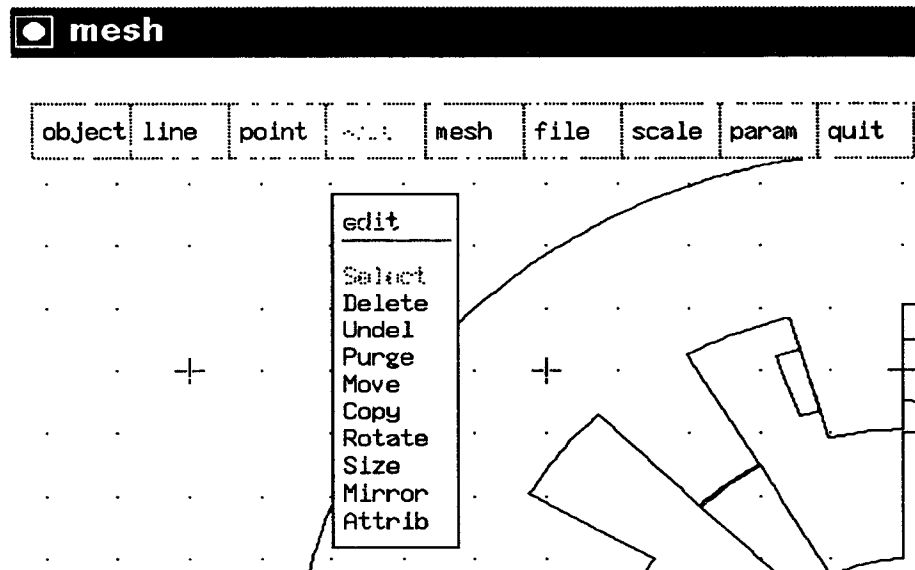 mesh
object line point edit mesh file scale param quit
edit
Select
Delete
Undel
Purge
Move
Copy
Rotate
Size
Mirror
Attrib